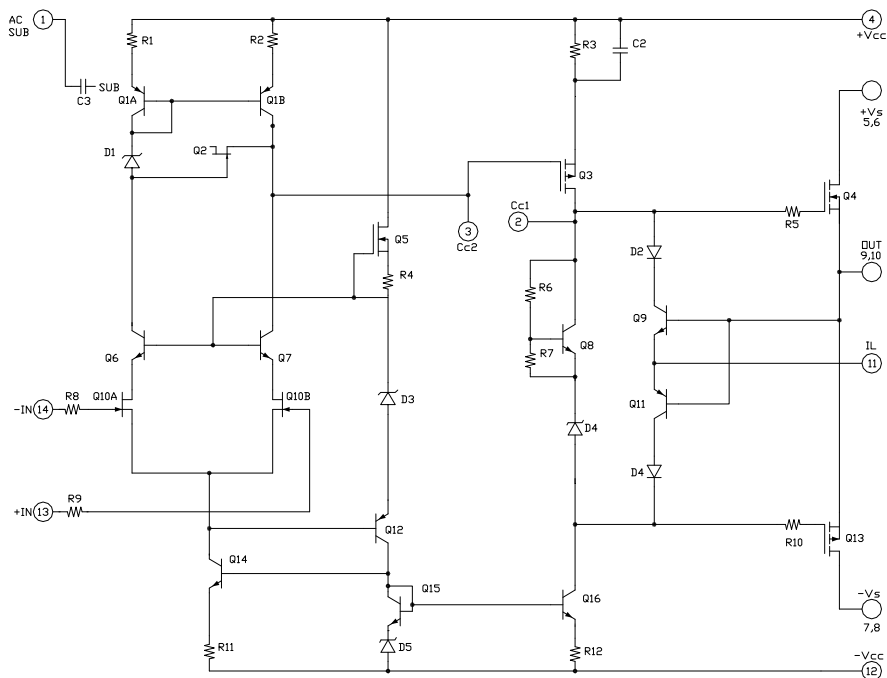 AC
SUB
1
4
+Vcc
R1
R2
R3
C2
C3
SUB
Q1A
Q1B
+Vs
5,6
D1
Q2
Q3
Q4
Cc1
2
R5
3
Cc2
Q5
OUT
9,10
D2
R4
R6
Q9
Q6
Q7
R7
Q8
IL
11
R8
Q10A
Q10B
-IN
14
D3
Q11
D4
D4
+IN
13
R9
Q12
R10
Q13
Q14
Q15
Q16
-Vs
7,8
R11
D5
R12
-Vcc
12